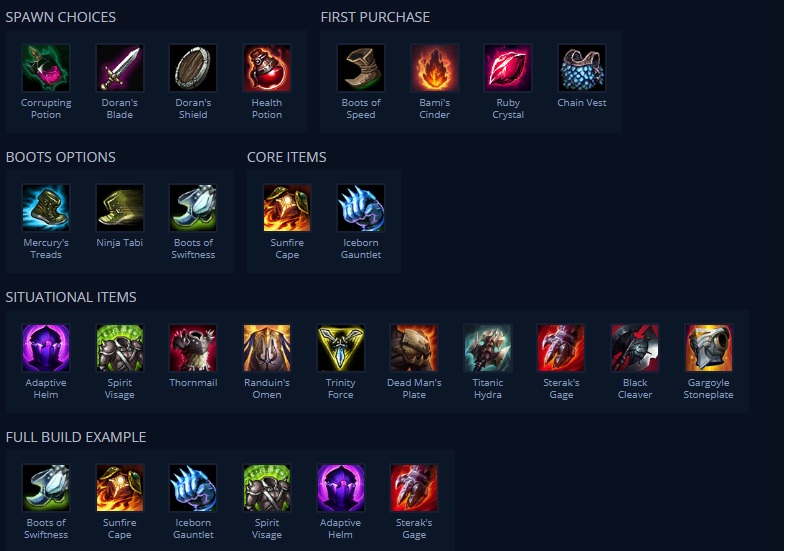 SPAWN CHOICES
FIRST PURCHASE
Corrupting
Potion
Doran's
Blade
Doran's
Shield
Health
Potion
Boots of
Speed
Bami's
Cinder
Ruby
Crystal
Chain Vest
BOOTS OPTIONS
CORE ITEMS
Mercury's
Treads
Ninja Tabi
Boots of
Swiftness
Sunfire
Cape
Iceborn
Gauntlet
SITUATIONAL ITEMS
Adaptive
Helm
Spirit
Visage
Thornmail
Randuin's
Omen
Trinity
Force
Dead Man's
Plate
Titanic
Hydra
Sterak's
Gage
Black
Cleaver
Gargoyle
Stoneplate
FULL BUILD EXAMPLE
Boots of
Swiftness
Sunfire
Cape
Iceborn
Gauntlet
Spirit
Visage
Adaptive
Helm
Sterak's
Gage